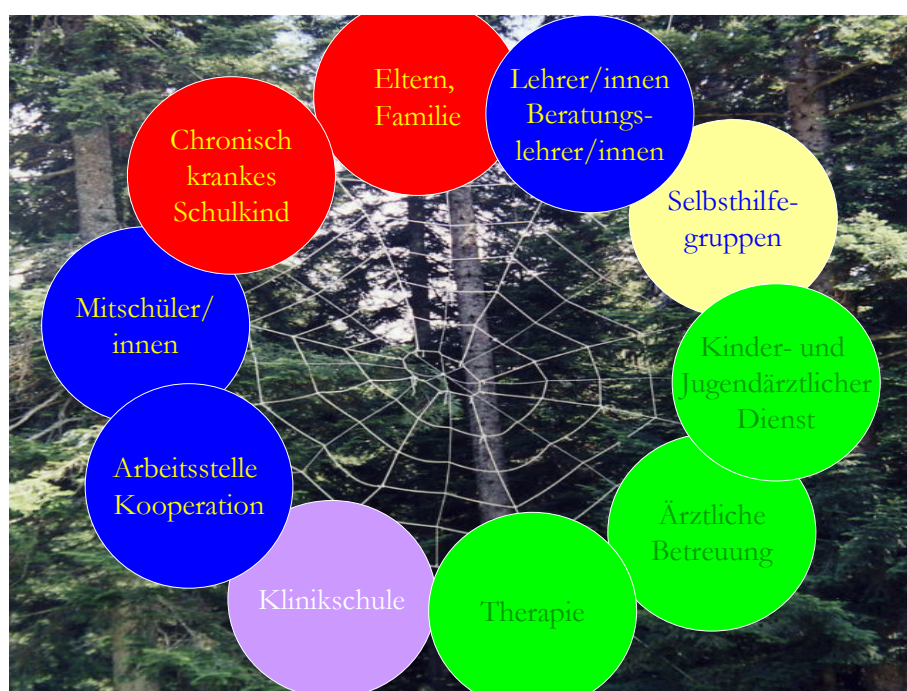 Eltern,
Familie
Lehrer/innen
Beratungs-
lehrer/innen
Chronisch
krankes
Schulkind
Selbsthilfe-
gruppen
Mitschüler/
innen
Kinder- und
Jugendärztlicher
Dienst
Arbeitsstelle
Kooperation
Ärztliche
Betreuung
Klinikschule
Therapie